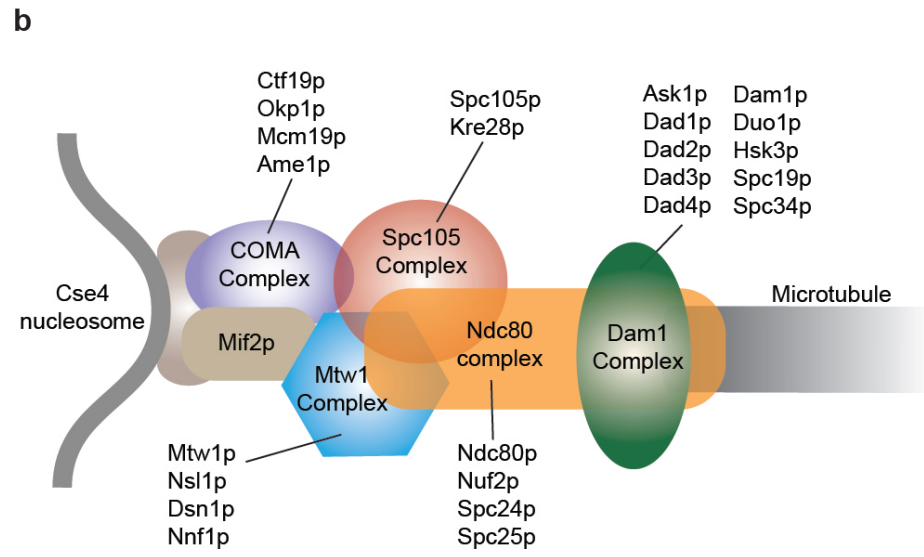 b
Ctf19p
Okp1p
Mcm19p
Ame1p
Spc105p
Kre28p
Ask1p
Dad1p
Dad2p
Dad3p
Dad4p
Dam1p
Duo1p
Hsk3p
Spc19p
Spc34p
Cse4
nucleosome
COMA
Complex
Spc105
Complex
Mif2p
Mtw1
Complex
Ndc80
complex
Dam1
Complex
Microtubule
Mtw1p
Nsl1p
Dsn1p
Nnf1p
Ndc80p
Nuf2p
Spc24p
Spc25p